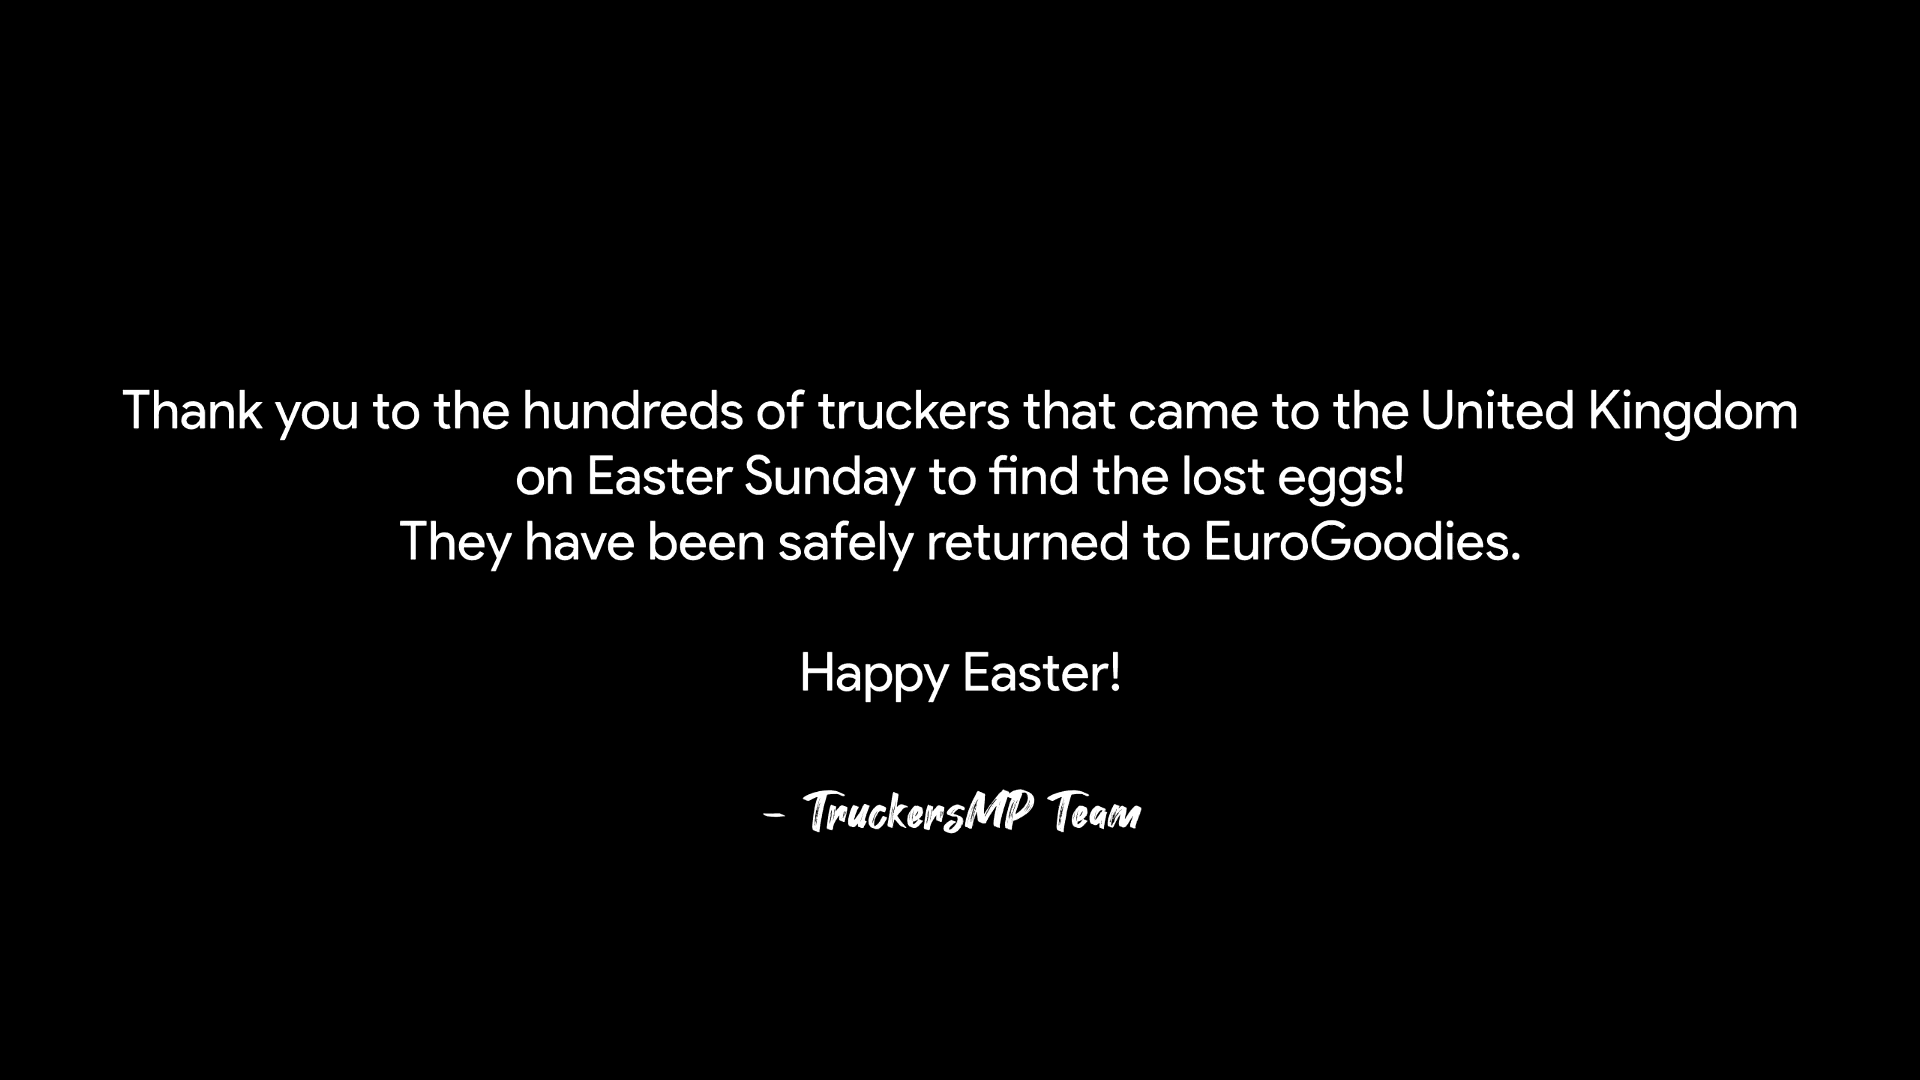 Thank you to the hundreds of truckers that came to the United Kingdom
on Easter Sunday to find the lost eggs!
They have been safely returned to EuroGoodies.
Happy Easter!
- TruckersMP Team